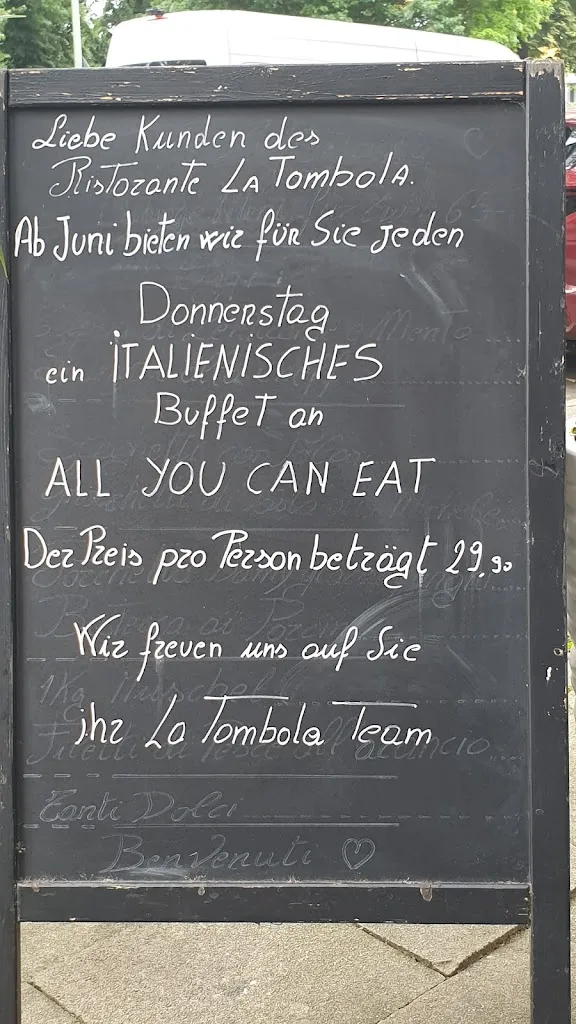 Liebe Kunden des
Ristorante La Tombola.
Ab Juni bieten wir für Sie jeden
Donnerstag
ein ITALIENISCHES
Buffet an
ALL YOU CAN EAT
Der Preis pro Person beträgt 29,90
Wir freuen uns auf Sie
ihr La Tombola Team
Tanti Dolci
Benvenuti